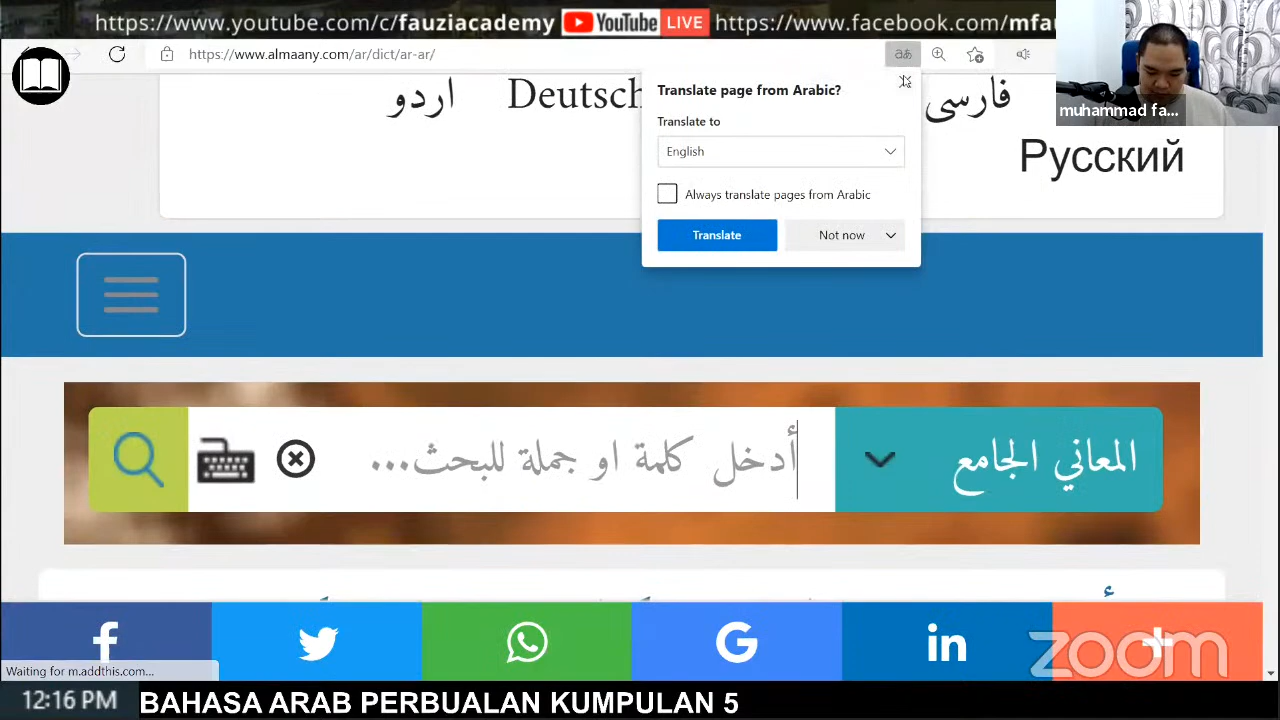 https://www.youtube.com/c/fauziacademy YouTube LIVE https://www.facebook.com/mfau
https://www.almaany.com/ar/dict/ar-ar/
muhammad fa...
Translate page from Arabic?
Translate to
English
Always translate pages from Arabic
Translate Not now
فارسی Deutsch اردو
Русский
المعاني الجامع
أدخل كلمة او جملة للبحث...
Waiting for m.addthis.com...
zoom
12:16 PM BAHASA ARAB PERBUALAN KUMPULAN 5